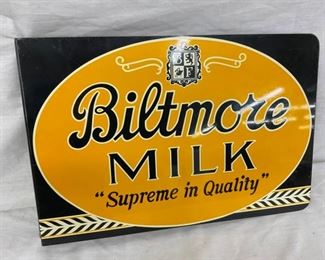 B F
Biltmore
MILK
"Supreme in Quality"